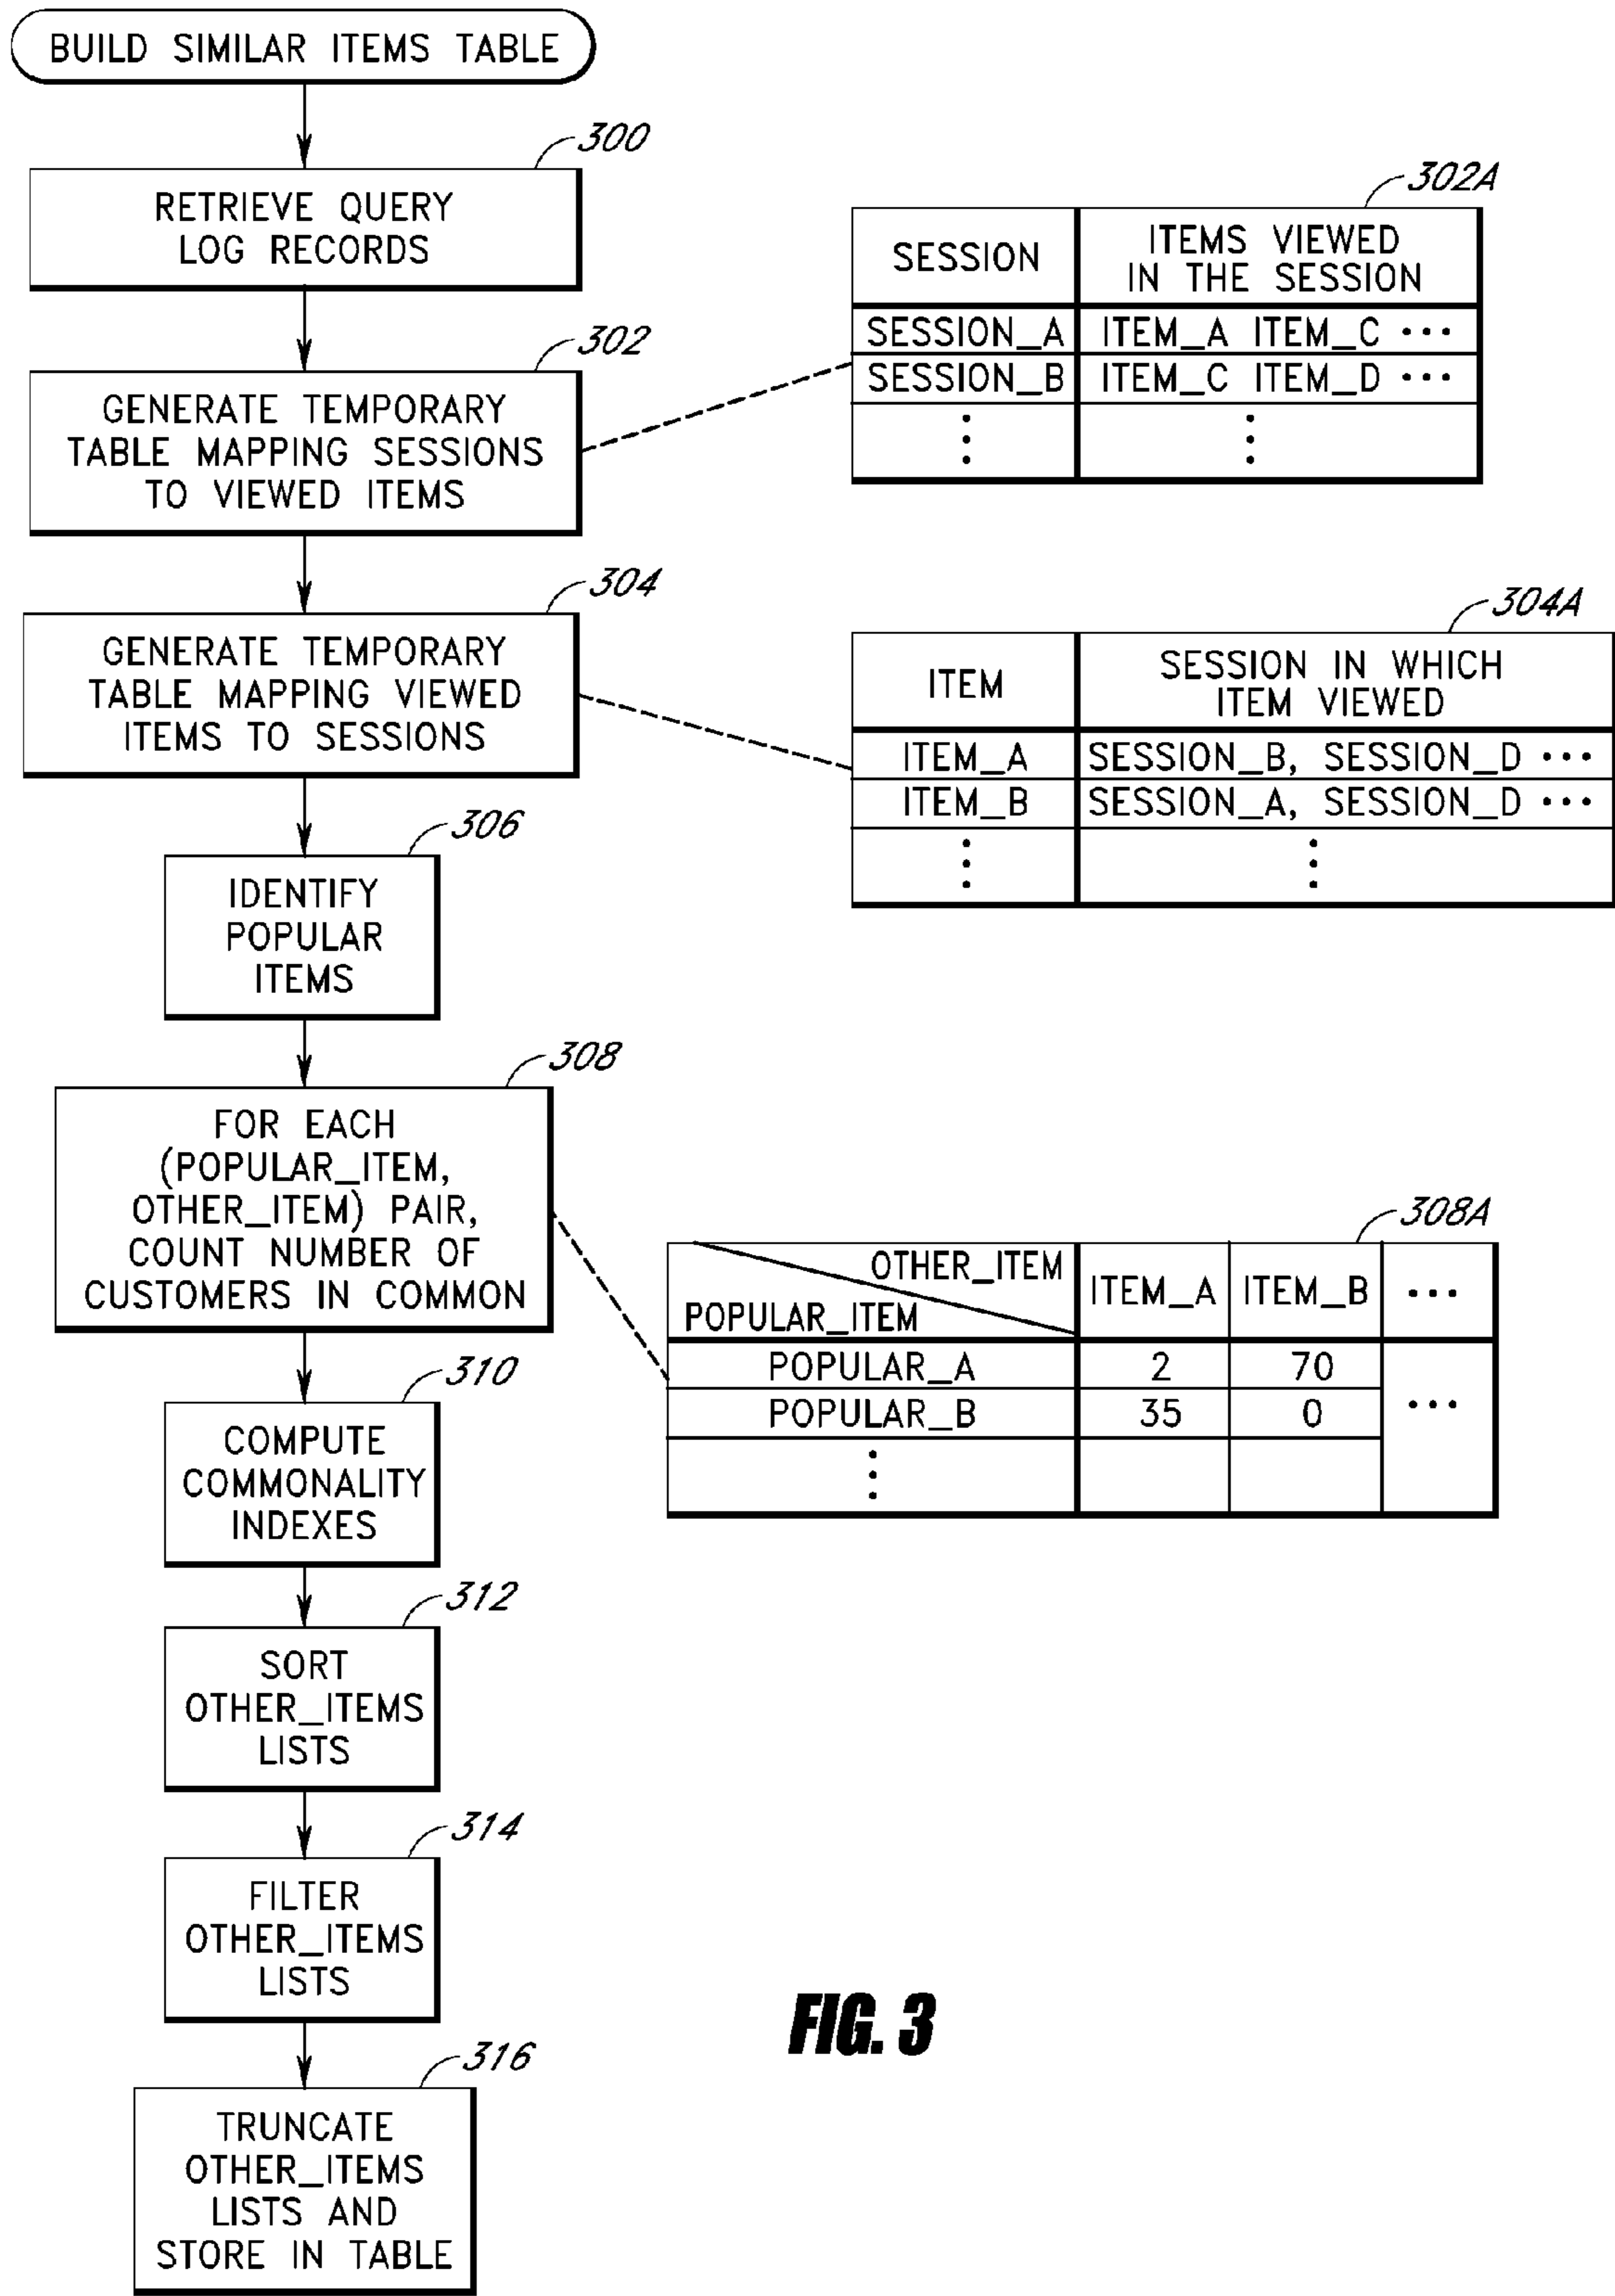 BUILD SIMILAR ITEMS TABLE
300
RETRIEVE QUERY
LOG RECORDS
302
GENERATE TEMPORARY
TABLE MAPPING SESSIONS
TO VIEWED ITEMS
302A
SESSION
ITEMS VIEWED
IN THE SESSION
SESSION_A ITEM_A ITEM_C •••
SESSION_B ITEM_C ITEM_D •••
304
GENERATE TEMPORARY
TABLE MAPPING VIEWED
ITEMS TO SESSIONS
304A
ITEM
SESSION IN WHICH
ITEM VIEWED
ITEM_A SESSION_B, SESSION_D •••
ITEM_B SESSION_A, SESSION_D •••
306
IDENTIFY
POPULAR
ITEMS
308
FOR EACH
(POPULAR_ITEM,
OTHER_ITEM) PAIR,
COUNT NUMBER OF
CUSTOMERS IN COMMON
308A
OTHER_ITEM
POPULAR_ITEM
ITEM_A ITEM_B •••
POPULAR_A 2 70
POPULAR_B 35 0 •••
310
COMPUTE
COMMONALITY
INDEXES
312
SORT
OTHER_ITEMS
LISTS
314
FILTER
OTHER_ITEMS
LISTS
316
TRUNCATE
OTHER_ITEMS
LISTS AND
STORE IN TABLE
FIG. 3